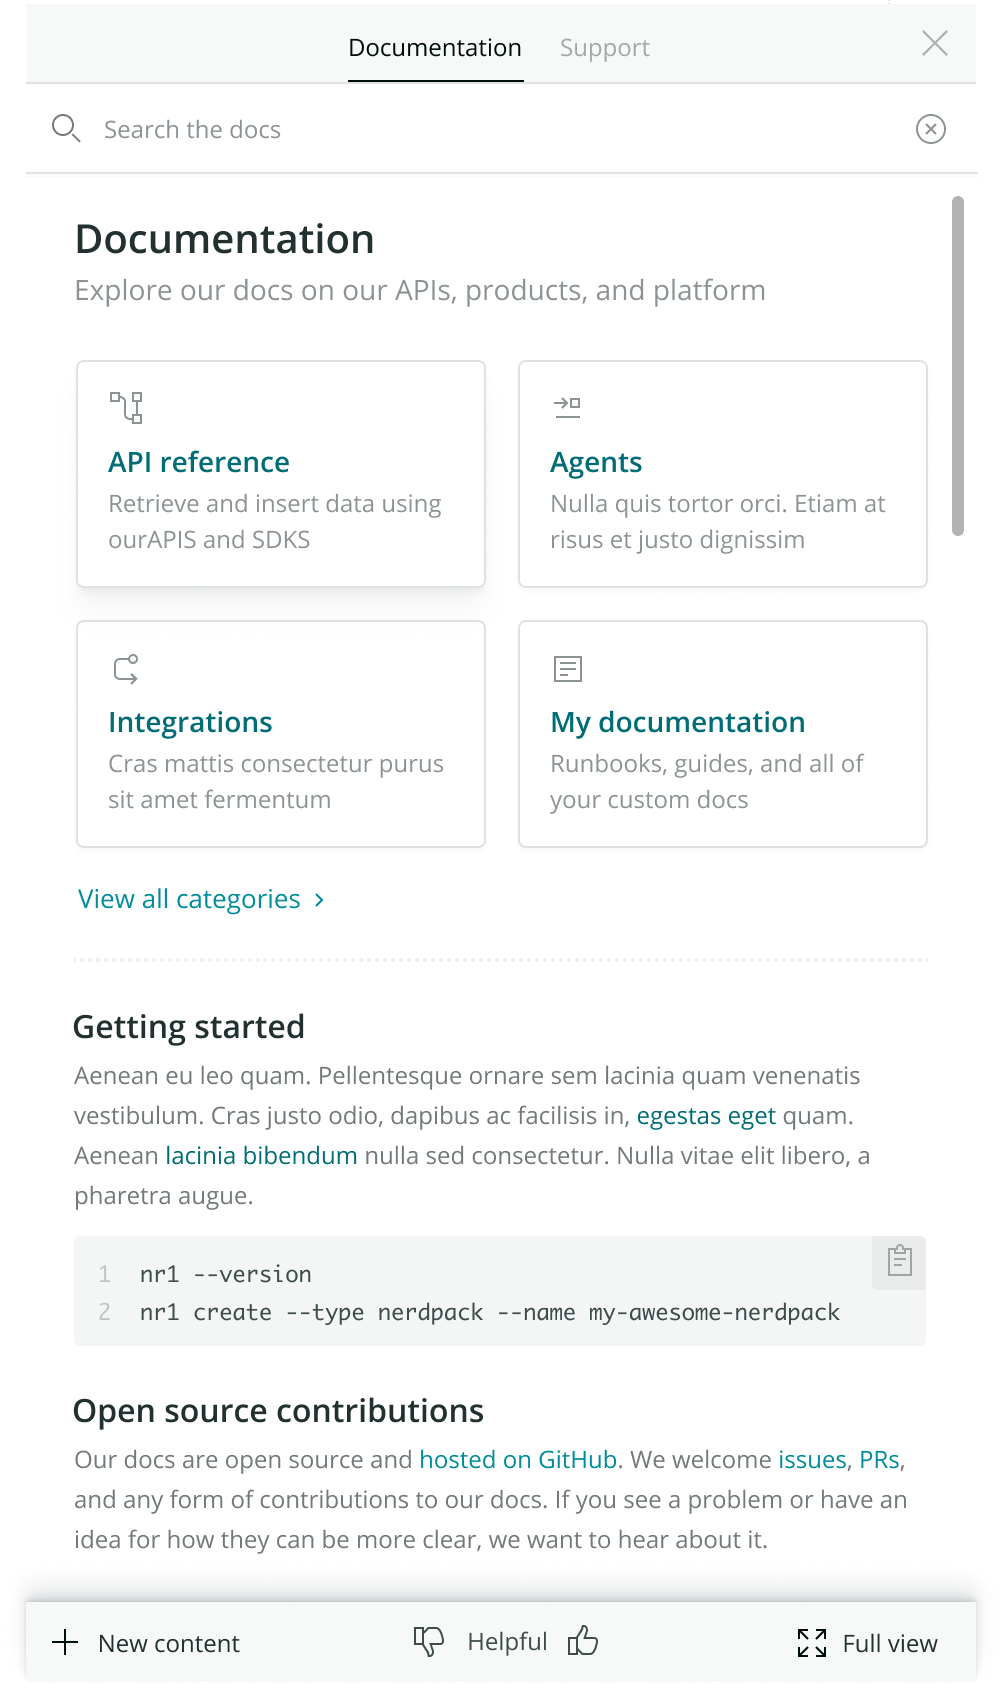 Documentation
Support
Search the docs
Documentation
Explore our docs on our APIs, products, and platform
API reference
Retrieve and insert data using
ourAPIS and SDKS
Agents
Nulla quis tortor orci. Etiam at
risus et justo dignissim
Integrations
Cras mattis consectetur purus
sit amet fermentum
My documentation
Runbooks, guides, and all of
your custom docs
View all categories
Getting started
Aenean eu leo quam. Pellentesque ornare sem lacinia quam venenatis
vestibulum. Cras justo odio, dapibus ac facilisis in, egestas eget quam.
Aenean lacinia bibendum nulla sed consectetur. Nulla vitae elit libero, a
pharetra augue.
1 nr1 --version
2 nr1 create --type nerdpack --name my-awesome-nerdpack
Open source contributions
Our docs are open source and hosted on GitHub. We welcome issues, PRs,
and any form of contributions to our docs. If you see a problem or have an
idea for how they can be more clear, we want to hear about it.
New content
Helpful
Full view